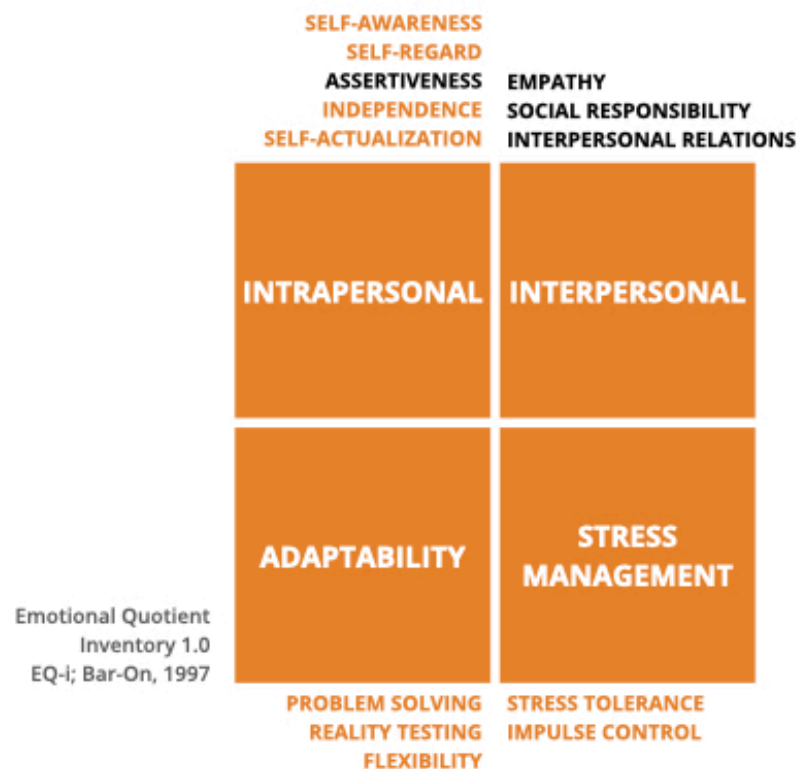 SELF-AWARENESS
SELF-REGARD
ASSERTIVENESS
INDEPENDENCE
SELF-ACTUALIZATION
EMPATHY
SOCIAL RESPONSIBILITY
INTERPERSONAL RELATIONS
INTRAPERSONAL
INTERPERSONAL
ADAPTABILITY
STRESS
MANAGEMENT
Emotional Quotient
Inventory 1.0
EQ-i; Bar-On, 1997
PROBLEM SOLVING
REALITY TESTING
FLEXIBILITY
STRESS TOLERANCE
IMPULSE CONTROL